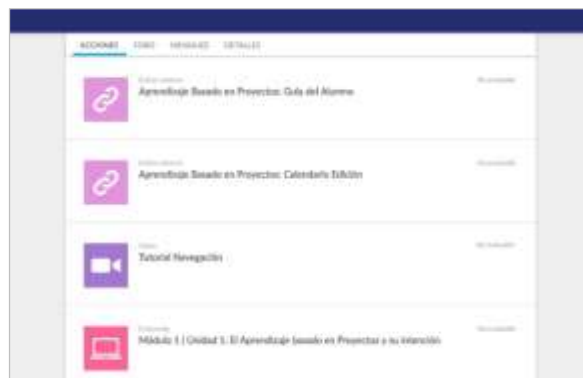 ACCIONES FORO MENSAJES DETALLES
Aprendizaje Basado en Proyectos: Guía del Alumno
Aprendizaje Basado en Proyectos: Calendario Edición
Tutorial Navegación
Módulo 1 | Unidad 1. El Aprendizaje basado en Proyectos y su intención